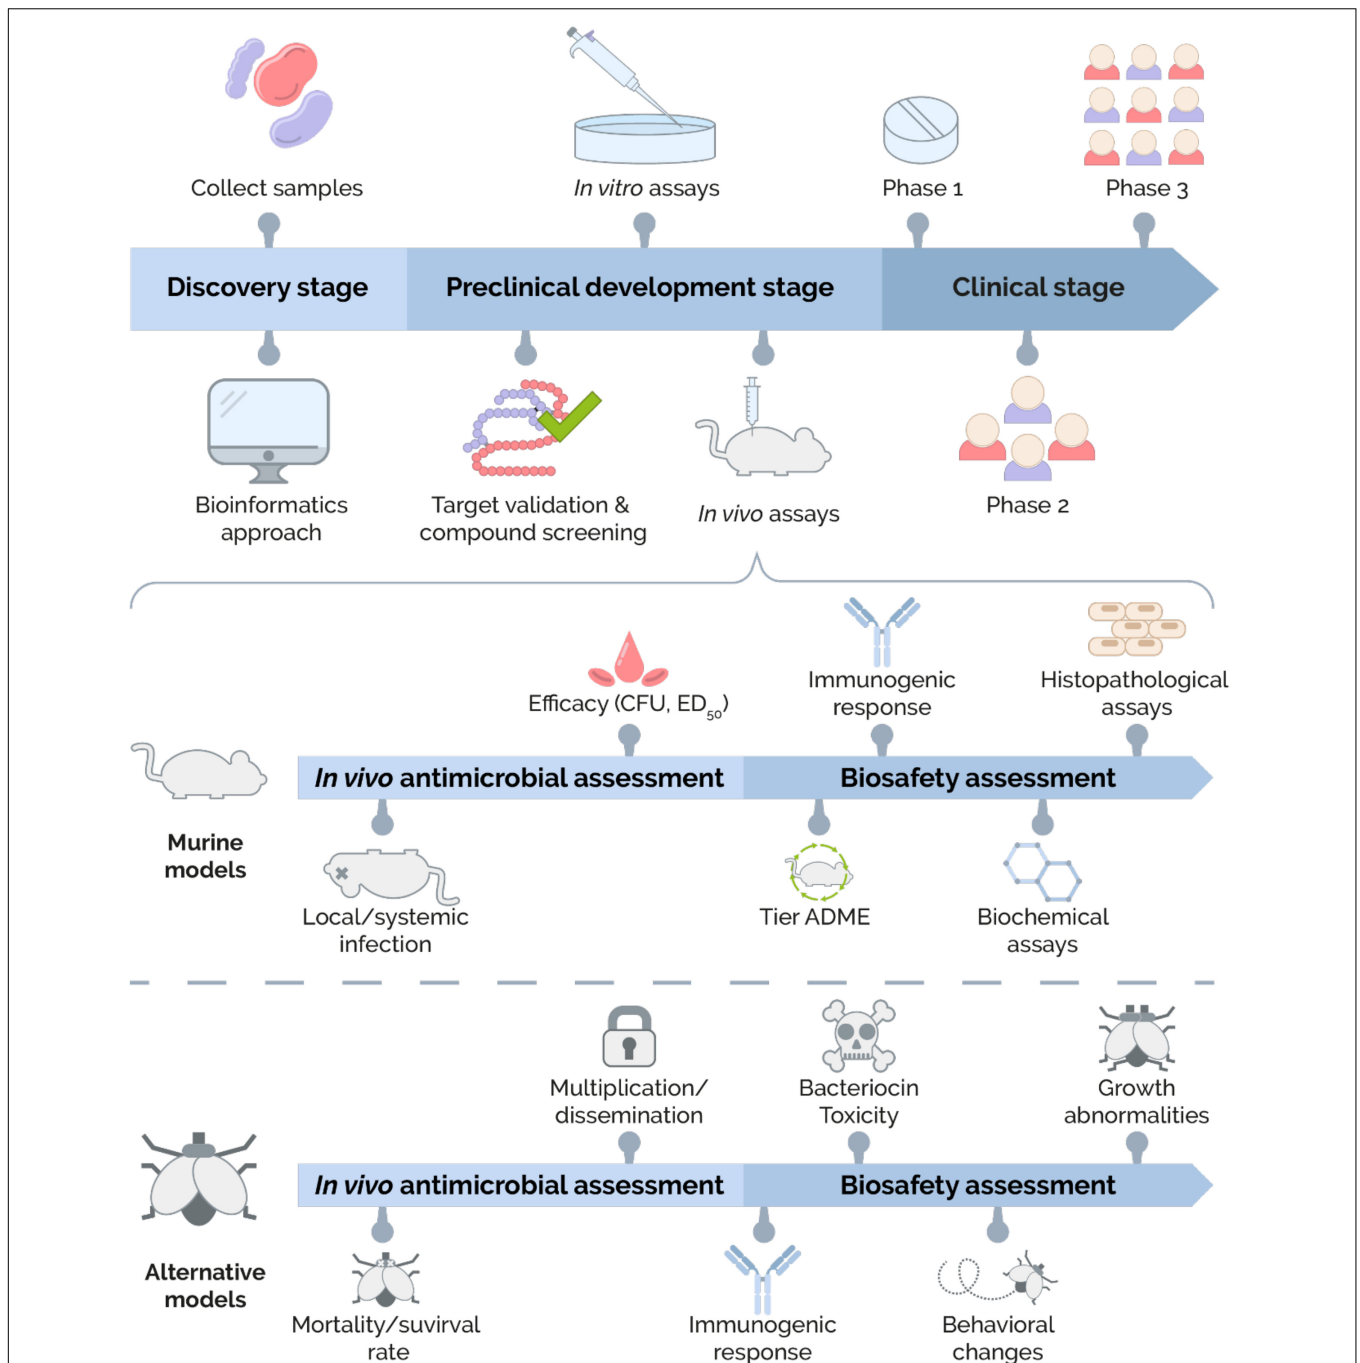 Collect samples
In vitro assays
Phase 1
Phase 3
Discovery stage
Preclinical development stage
Clinical stage
Bioinformatics
approach
Target validation &
compound screening
In vivo assays
Phase 2
Efficacy (CFU, ED50)
Immunogenic
response
Histopathological
assays
Murine
models
In vivo antimicrobial assessment
Biosafety assessment
Local/systemic
infection
Tier ADME
Biochemical
assays
Multiplication/
dissemination
Bacteriocin
Toxicity
Growth
abnormalities
Alternative
models
In vivo antimicrobial assessment
Biosafety assessment
Mortality/suvirval
rate
Immunogenic
response
Behavioral
changes